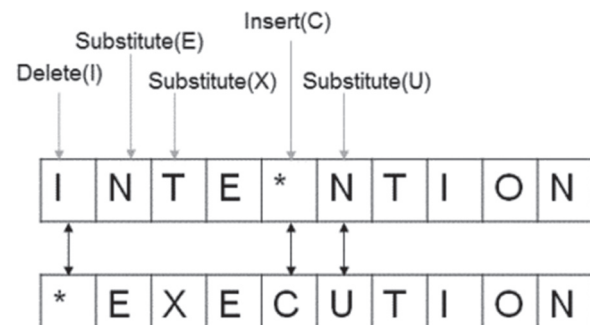 Insert(C)
Substitute(E)
Delete(I)
Substitute(X)
Substitute(U)
I N T E * N T I O N
* E X E C U T I O N